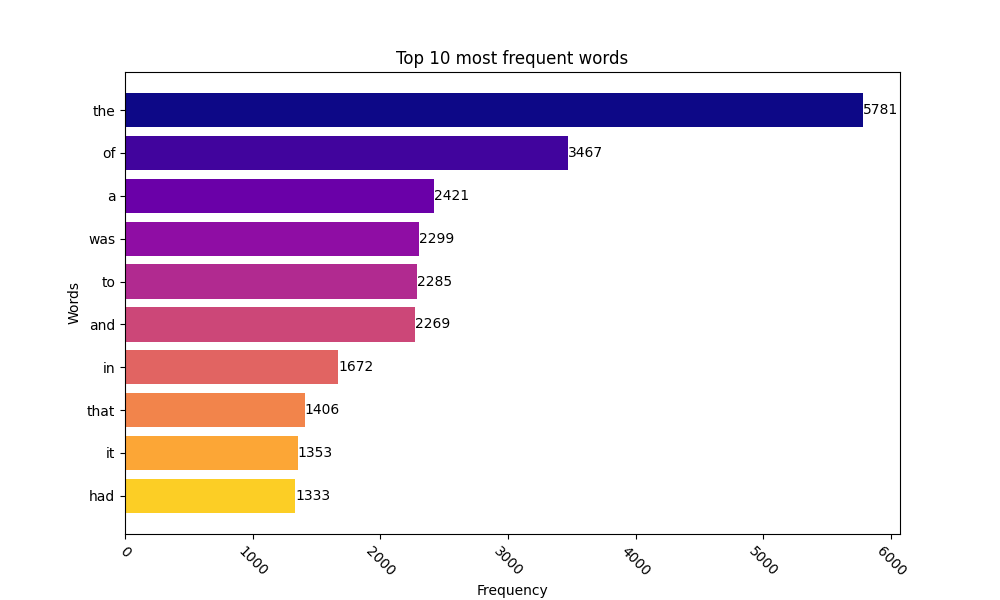 Top 10 most frequent words
Words
the 5781
of 3467
a 2421
was 2299
to 2285
and 2269
in 1672
that 1406
it 1353
had 1333
0 1000 2000 3000 4000 5000 6000
Frequency